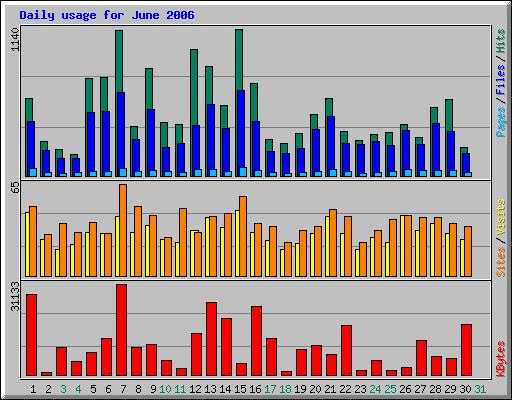 Daily usage for June 2006
1140
Pages / Files / Hits
65
Sites / Visits
31133
KBytes
1 2 3 4 5 6 7 8 9 10 11 12 13 14 15 16 17 18 19 20 21 22 23 24 25 26 27 28 29 30 31